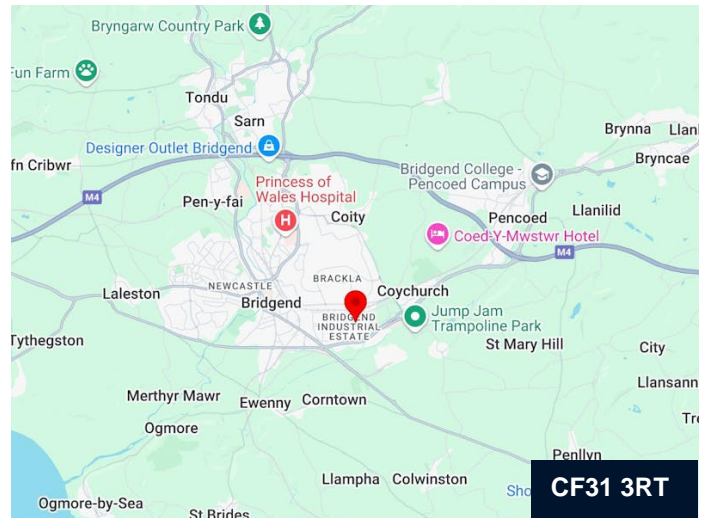 Bryngarw Country Park
Fun Farm
Tondu
Sarn
Designer Outlet Bridgend
Brynna
Bryncae
fn Cribwr
Bridgend College -
Pencoed Campus
M4
Princess of
Wales Hospital
H
Pen-y-fai
Coity
Pencoed
Llanilid
Coed-Y-Mwstwr Hotel
M4
BRACKLA
NEWCASTLE
Laleston
Bridgend
Coychurch
BRIDGEND
INDUSTRIAL
ESTATE
Jump Jam
Trampoline Park
Tythegston
St Mary Hill
City
Llansann
Merthyr Mawr
Ewenny
Corntown
Ogmore
Penllyn
Llampha
Colwinston
CF31 3RT
Ogmore-by-Sea
St Brides